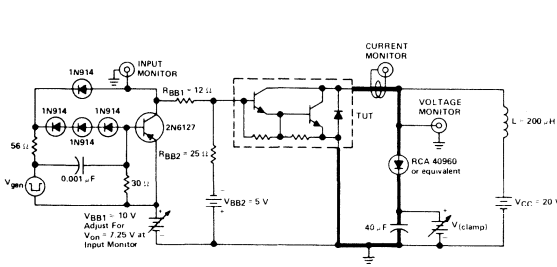 CURRENT
MONITOR
INPUT
MONITOR
1N914
RBB1 = 12 Ω
VOLTAGE
MONITOR
1N914 1N914
1N914
2N6127
TUT
L = 200 µH
56 Ω
RBB2 = 25 Ω
RCA 40960
or equivalent
0.001 µF
30 Ω
Vgen
VBB2 = 5 V
VCC = 20 V
VBB1 = 10 V
Adjust For
Von = 7.25 V at
Input Monitor
40 µF
V(clamp)